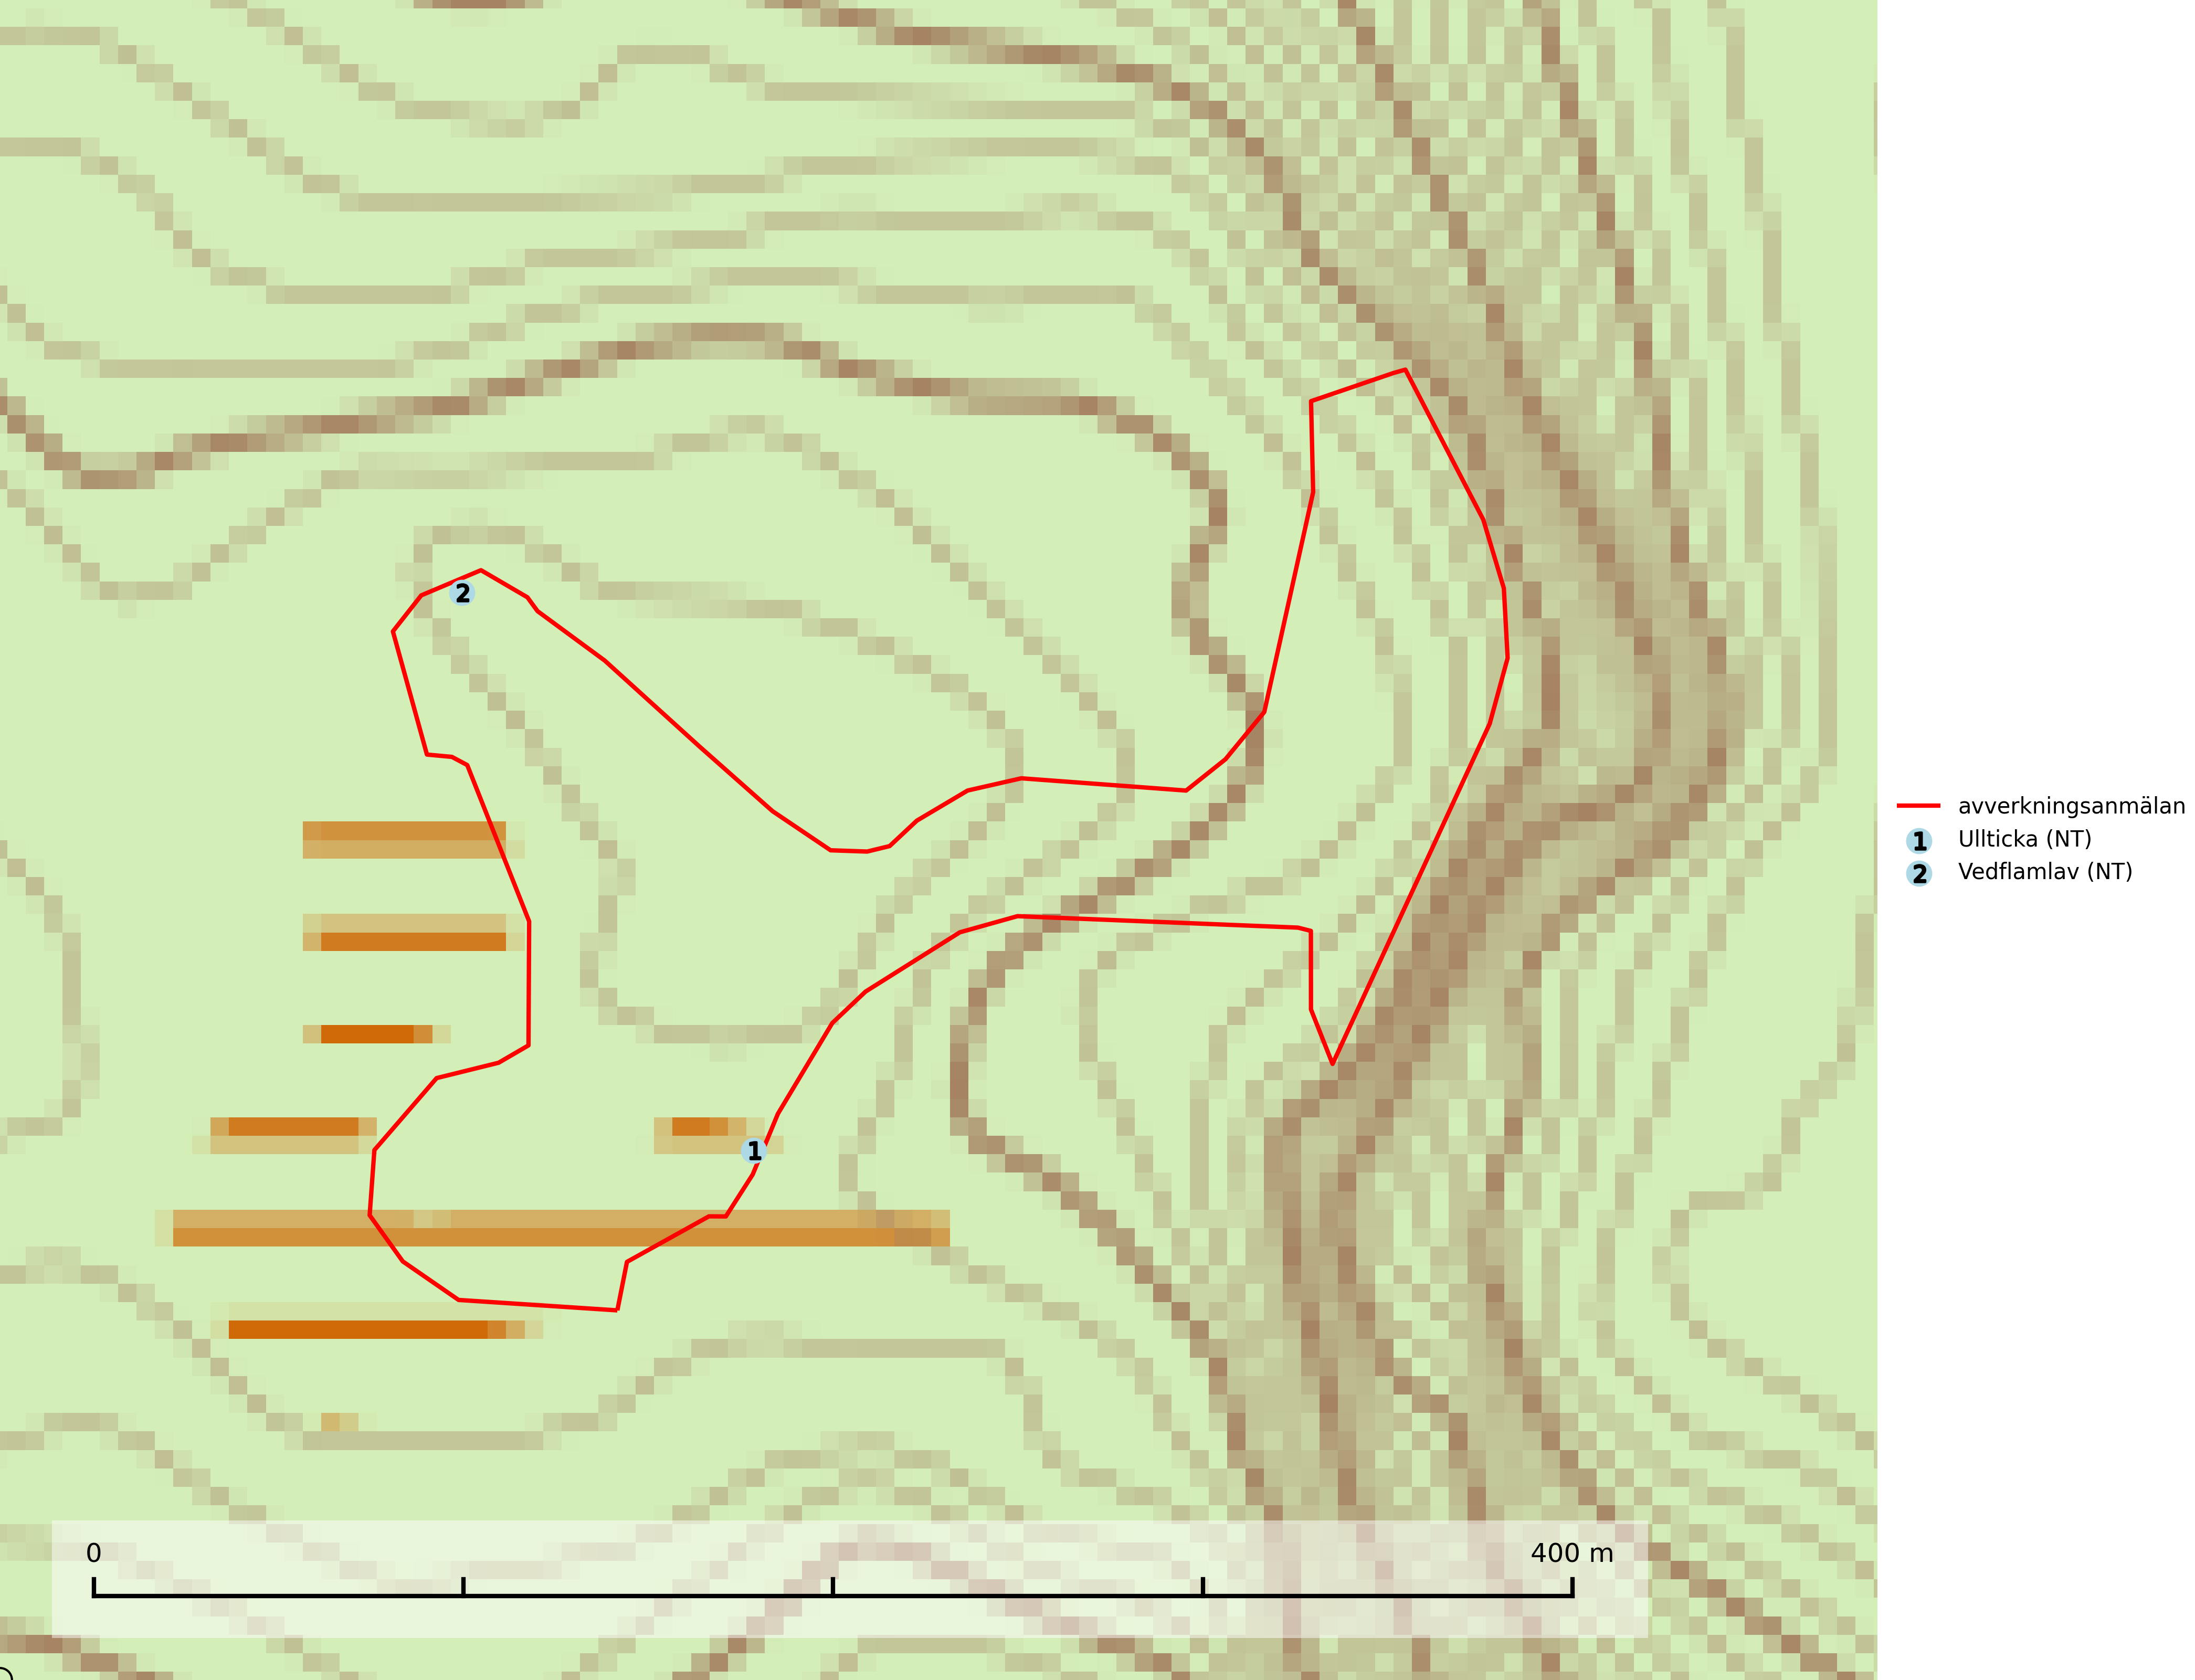 2
1
avverkningsanmälan
1 Ullticka (NT)
2 Vedflamlav (NT)
0 400 m